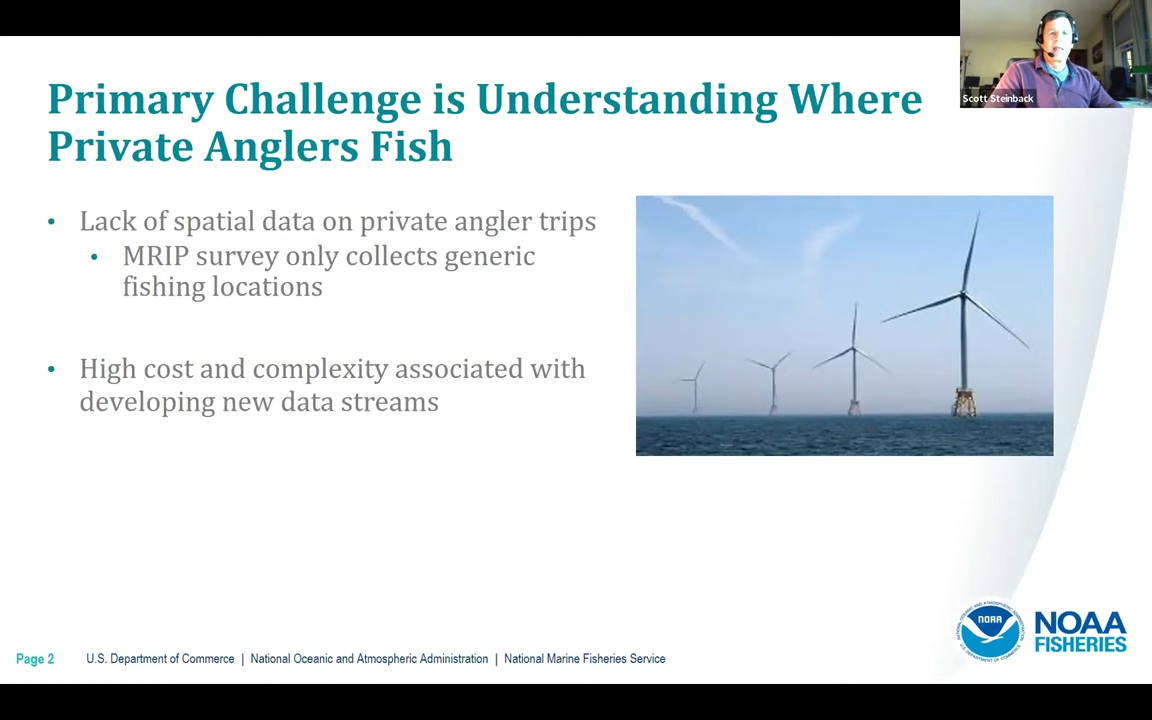 Scott Steinback
Primary Challenge is Understanding Where
Private Anglers Fish
• Lack of spatial data on private angler trips
• MRIP survey only collects generic
fishing locations
• High cost and complexity associated with
developing new data streams
NOAA
NOAA
FISHERIES
Page 2
U.S. Department of Commerce | National Oceanic and Atmospheric Administration | National Marine Fisheries Service